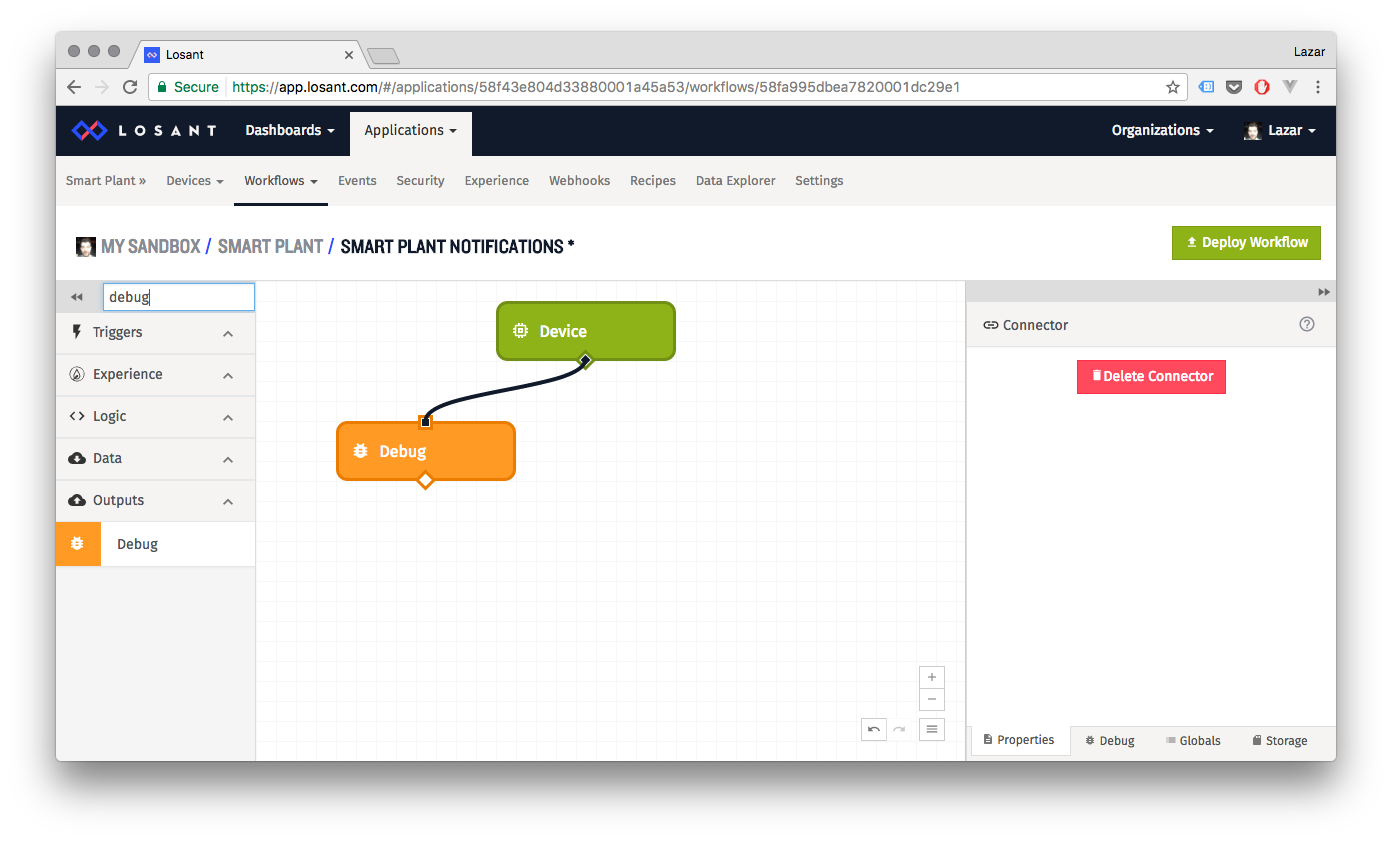 Losant
Lazar
Secure https://app.losant.com/#/applications/58f43e804d33880001a45a53/workflows/58fa995dbea7820001dc29e1
LOSANT Dashboards Applications Organizations Lazar
Smart Plant » Devices Workflows Events Security Experience Webhooks Recipes Data Explorer Settings
MY SANDBOX / SMART PLANT / SMART PLANT NOTIFICATIONS * Deploy Workflow
debug
Triggers
Experience
Logic
Data
Outputs
Debug
Device
Debug
Connector
Delete Connector
Properties Debug Globals Storage